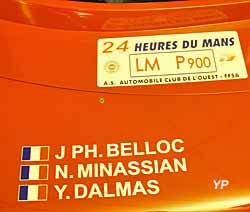 24 HEURES DU MANS
LM P900
A.S. AUTOMOBILE CLUB DE L'OUEST - FFSA
J PH. BELLOC
N. MINASSIAN
Y. DALMAS
YP